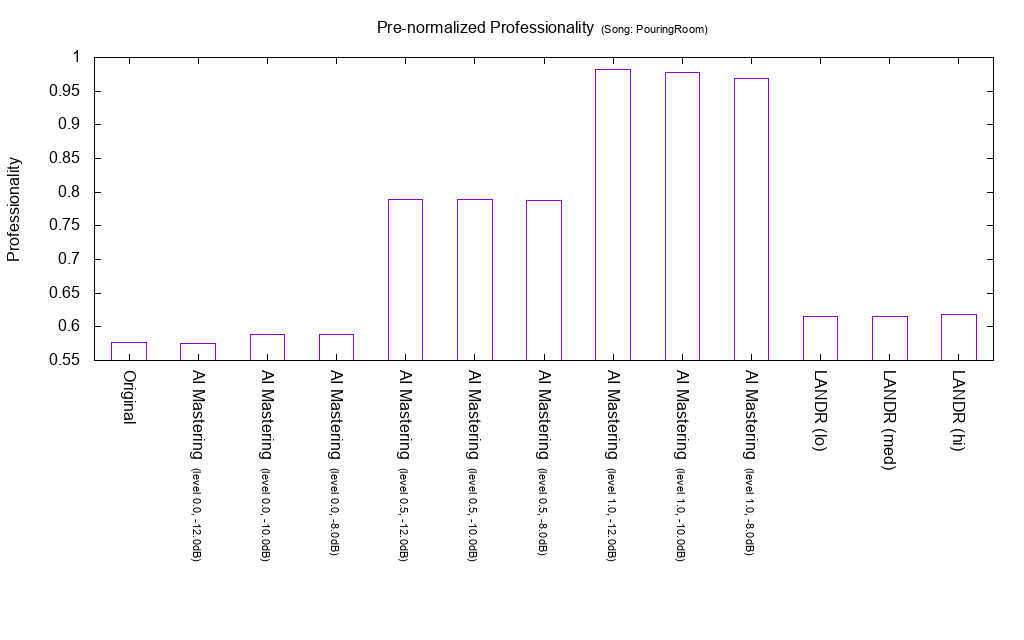 Pre-normalized Professionality (Song: PouringRoom)
Professionality
1
0.95
0.9
0.85
0.8
0.75
0.7
0.65
0.6
0.55
Original
AI Mastering (level 0.0, -12.0dB)
AI Mastering (level 0.0, -10.0dB)
AI Mastering (level 0.0, -8.0dB)
AI Mastering (level 0.5, -12.0dB)
AI Mastering (level 0.5, -10.0dB)
AI Mastering (level 0.5, -8.0dB)
AI Mastering (level 1.0, -12.0dB)
AI Mastering (level 1.0, -10.0dB)
AI Mastering (level 1.0, -8.0dB)
LANDR (lo)
LANDR (med)
LANDR (hi)